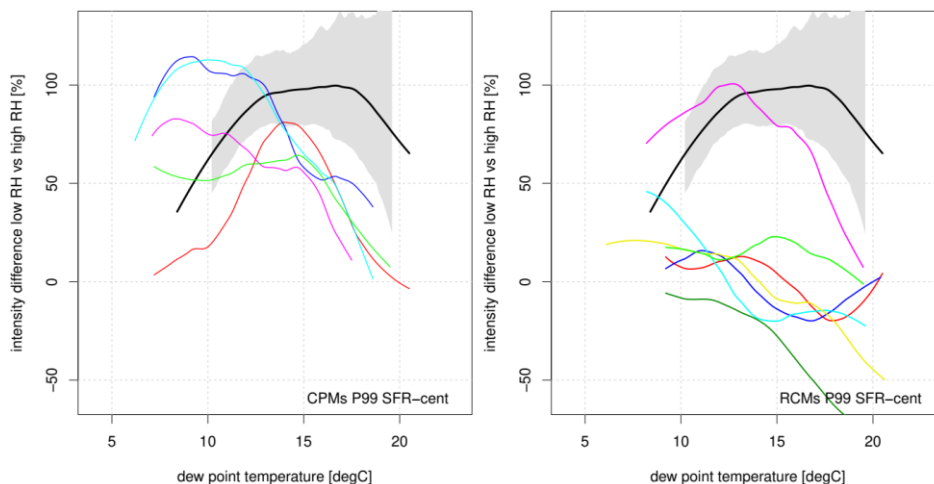 intensity difference low RH vs high RH [%]
100
50
0
−50
CPMs P99 SFR−cent
5
10
15
20
dew point temperature [degC]
intensity difference low RH vs high RH [%]
100
50
0
−50
RCMs P99 SFR−cent
5
10
15
20
dew point temperature [degC]